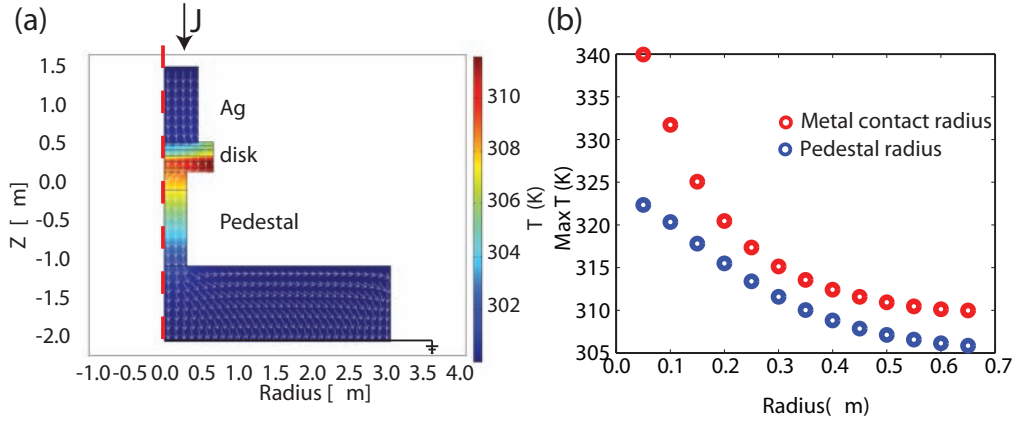 (a)
J
1.5
1.0
0.5
0.0
-0.5
-1.0
-1.5
-2.0
Z [ m]
Ag
disk
Pedestal
310
308
306
304
302
T (K)
-1.0 -0.5 0.0 0.5 1.0 1.5 2.0 2.5 3.0 3.5 4.0
Radius [ m]
(b)
340
335
330
325
320
315
310
305
Max T (K)
Metal contact radius
Pedestal radius
0.0 0.1 0.2 0.3 0.4 0.5 0.6 0.7
Radius( m)